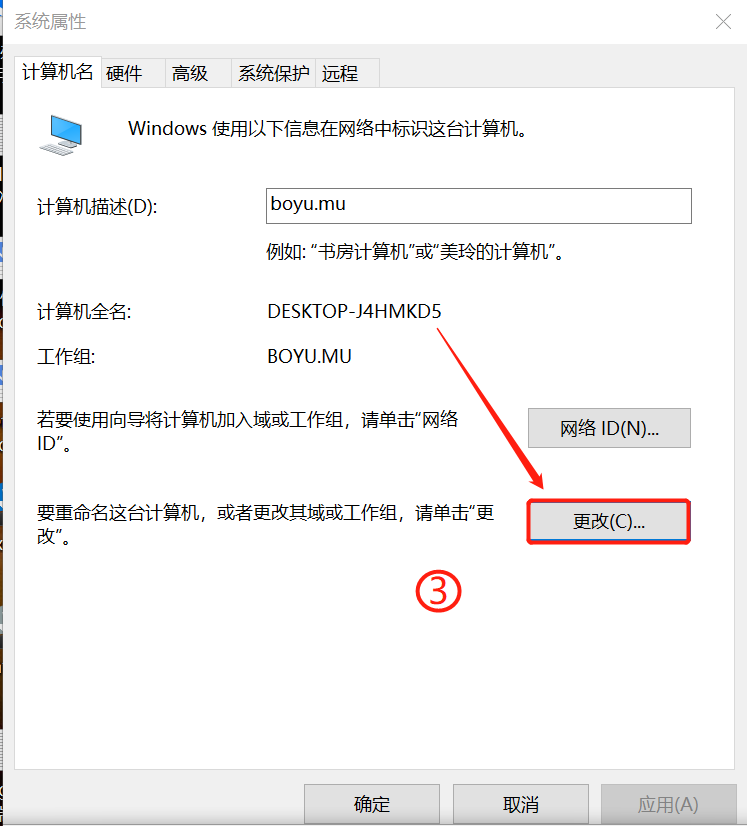 系统属性
计算机名 硬件 高级 系统保护 远程
Windows 使用以下信息在网络中标识这台计算机。
计算机描述(D): boyu.mu
例如: “书房计算机”或“美玲的计算机”。
计算机全名: DESKTOP-J4HMKD5
工作组: BOYU.MU
若要使用向导将计算机加入域或工作组，请单击“网络
ID”。
网络 ID(N)...
要重命名这台计算机，或者更改其域或工作组，请单击“更
改”。
更改(C)...
③
确定 取消 应用(A)